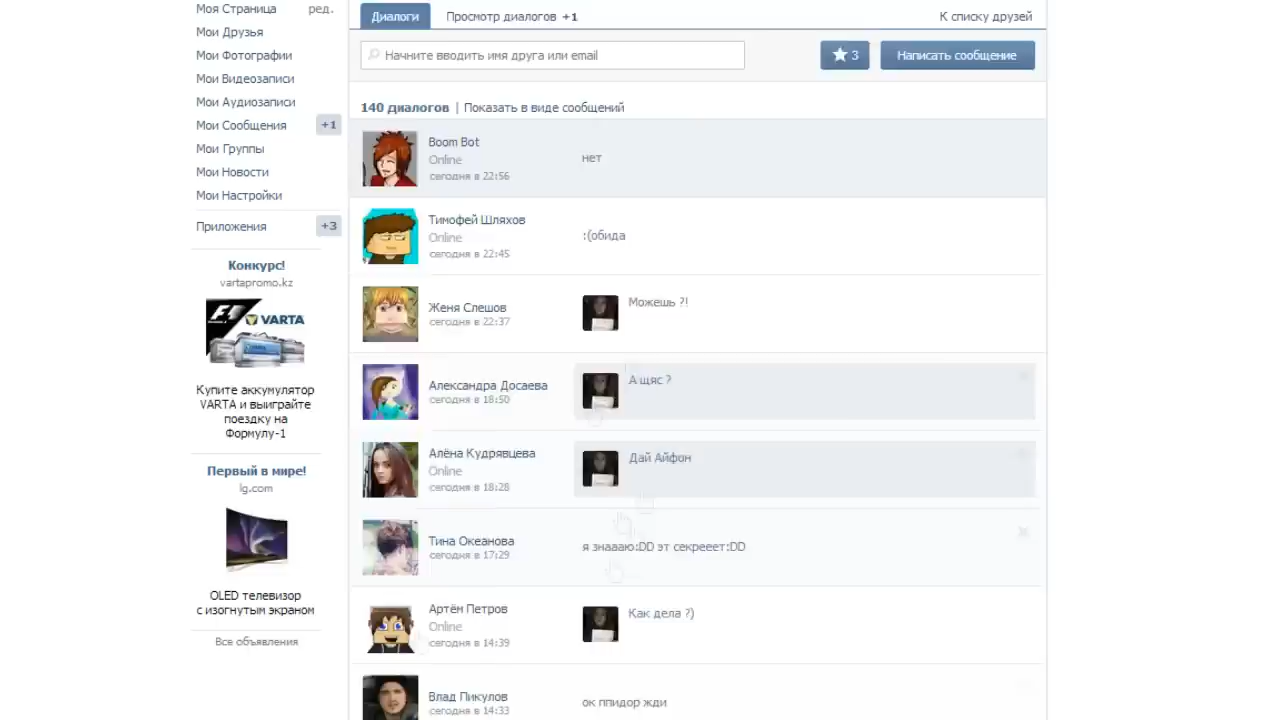 Моя Страница ред.
Мои Друзья
Мои Фотографии
Мои Видеозаписи
Мои Аудиозаписи
Мои Сообщения +1
Мои Группы
Мои Новости
Мои Настройки
Приложения +3
Конкурс!
vartapromo.kz
F1 VARTA
Купите аккумулятор
VARTA и выиграйте
поездку на
Формулу-1
Первый в мире!
lg.com
OLED телевизор
с изогнутым экраном
Все объявления
Диалоги Просмотр диалогов +1 К списку друзей
Начните вводить имя друга или email 3 Написать сообщение
140 диалогов | Показать в виде сообщений
Boom Bot
Online
сегодня в 22:56
нет
Тимофей Шляхов
Online
сегодня в 22:45
:(обида
Женя Слешов
сегодня в 22:37
Можешь ?!
Александра Досаева
сегодня в 18:50
А щяс ?
Алёна Кудрявцева
Online
сегодня в 18:28
Дай Айфон
Тина Океанова
сегодня в 17:29
я знаааю:DD эт секрееет:DD
Артём Петров
Online
сегодня в 14:39
Как дела ?)
Влад Пикулов
сегодня в 14:33
ок ппидор жди